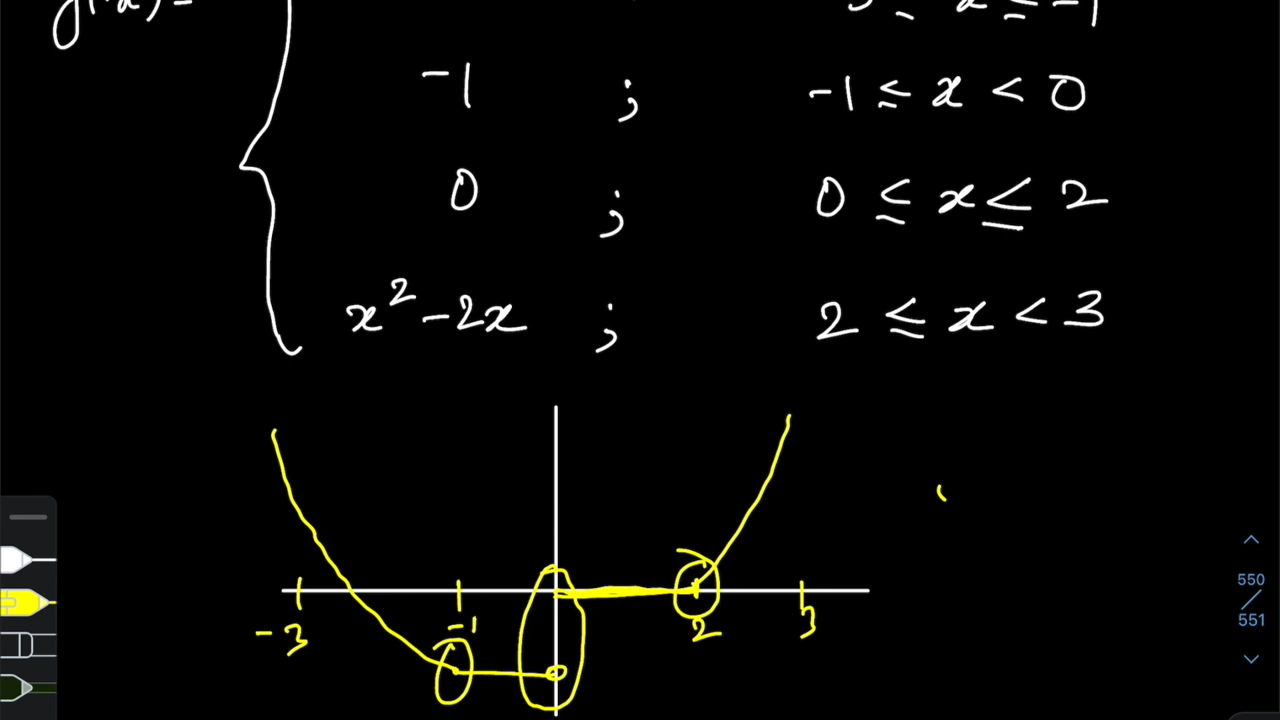 -1 ; -1 ≤ x < 0
0 ; 0 ≤ x ≤ 2
x² - 2x ; 2 ≤ x < 3
-3 -1 2 3
550
551